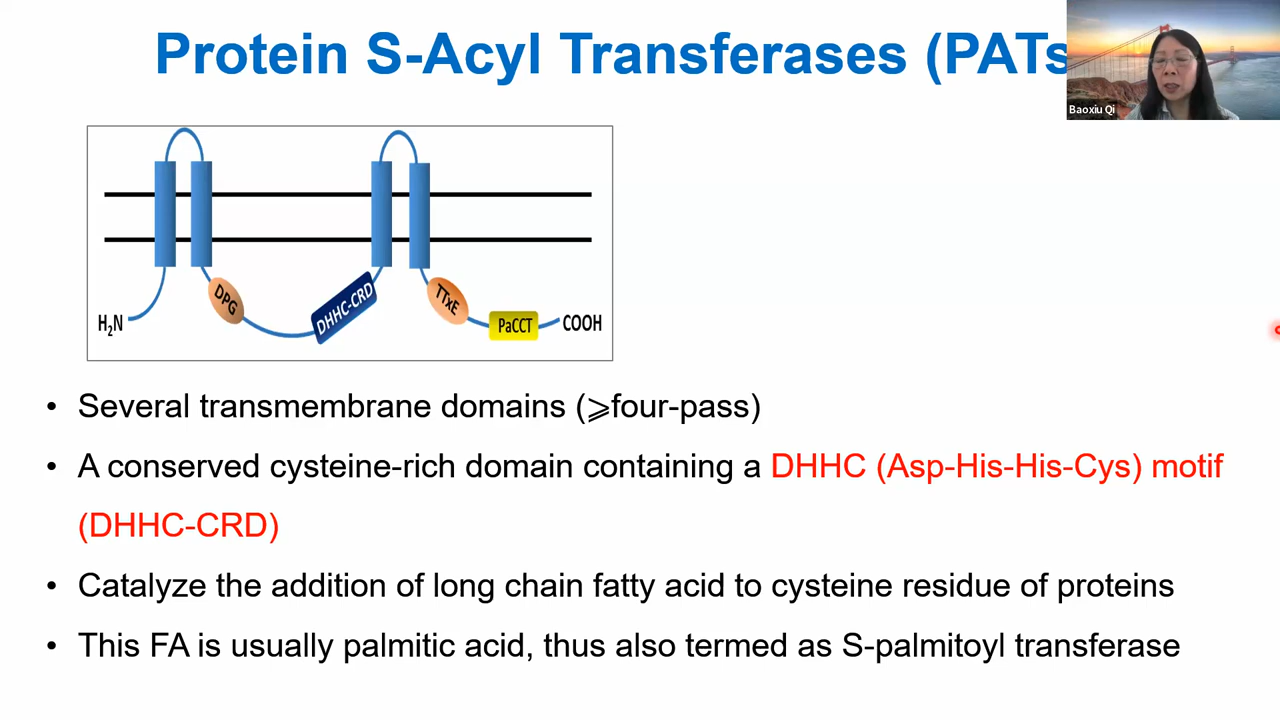 Protein S-Acyl Transferases (PATs
Baoxiu Qi
DPG
DHHC-CRD
TTxE
H₂N
PaCCT
COOH
• Several transmembrane domains (⩾four-pass)
• A conserved cysteine-rich domain containing a DHHC (Asp-His-His-Cys) motif
(DHHC-CRD)
• Catalyze the addition of long chain fatty acid to cysteine residue of proteins
• This FA is usually palmitic acid, thus also termed as S-palmitoyl transferase